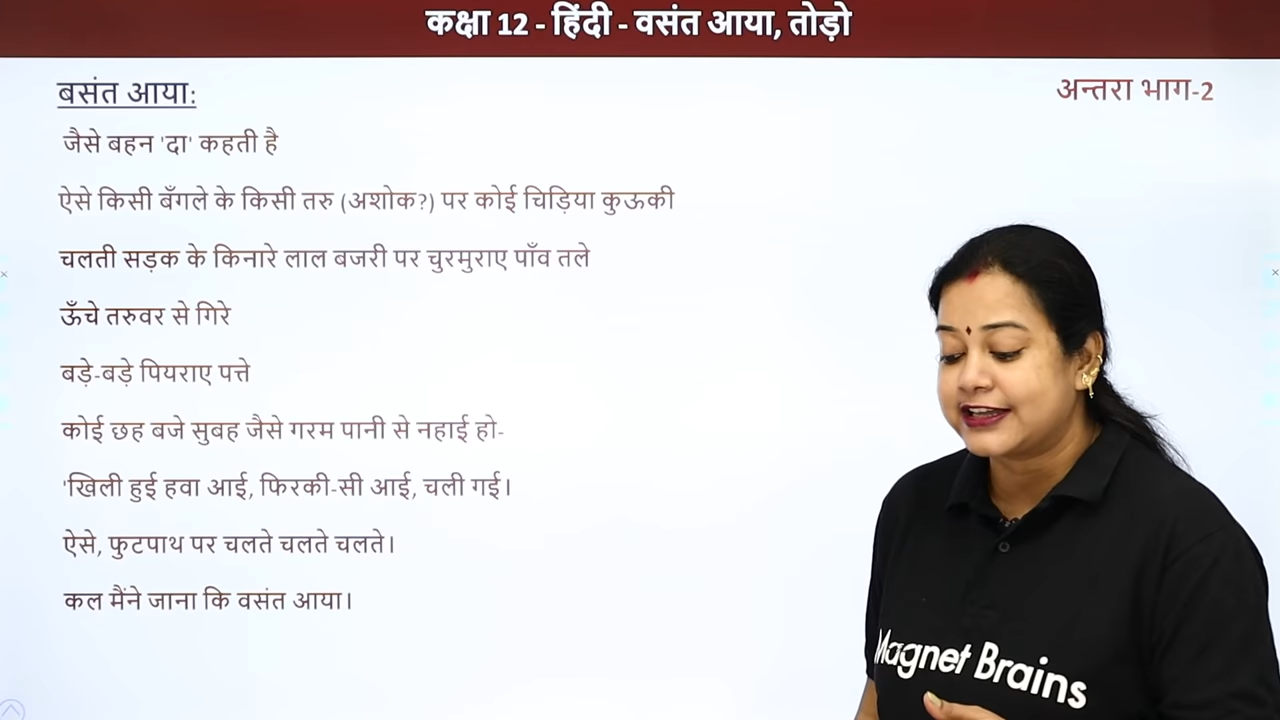 कक्षा 12 - हिंदी - वसंत आया, तोड़ो
बसंत आया:
अन्तरा भाग-2
जैसे बहन 'दा' कहती है
ऐसे किसी बँगले के किसी तरु (अशोक?) पर कोई चिड़िया कुऊकी
चलती सड़क के किनारे लाल बजरी पर चुरमुराए पाँव तले
ऊँचे तरुवर से गिरे
बड़े-बड़े पियराए पत्ते
कोई छह बजे सुबह जैसे गरम पानी से नहाई हो-
'खिली हुई हवा आई, फिरकी-सी आई, चली गई।
ऐसे, फुटपाथ पर चलते चलते चलते।
कल मैंने जाना कि वसंत आया।
Magnet Brains